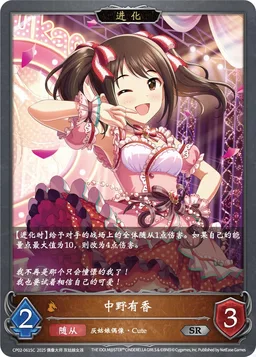 进化
【进化时】给予对手的战场上的全体随从1点伤害。如果自己的能
量点最大值为10，则改为4点伤害。
我不再是那个只会憧憬的我了！
我也要试着相信自己的可爱！
中野有香
2
随从
灰姑娘偶像・Cute
SR
3